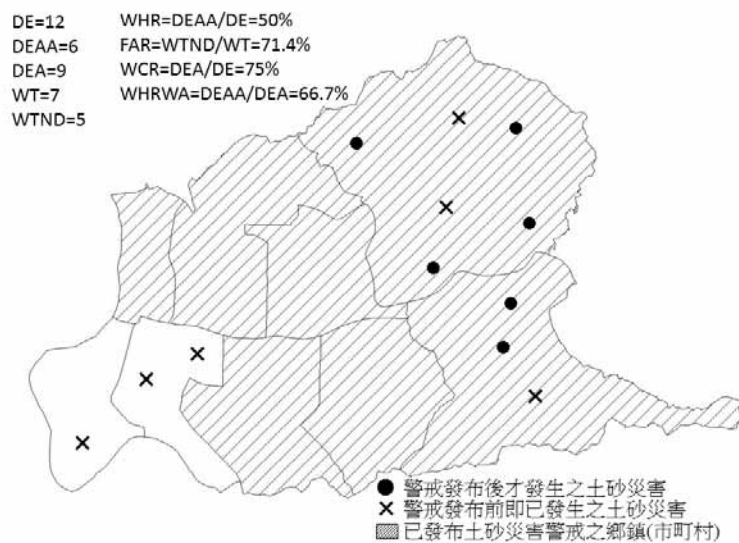 DE=12
DEAA=6
DEA=9
WT=7
WTND=5
WHR=DEAA/DE=50%
FAR=WTND/WT=71.4%
WCR=DEA/DE=75%
WHRWA=DEAA/DEA=66.7%
警戒發布後才發生之土砂災害
警戒發布前即已發生之土砂災害
已發布土砂災害警戒之鄉鎮(市町村)